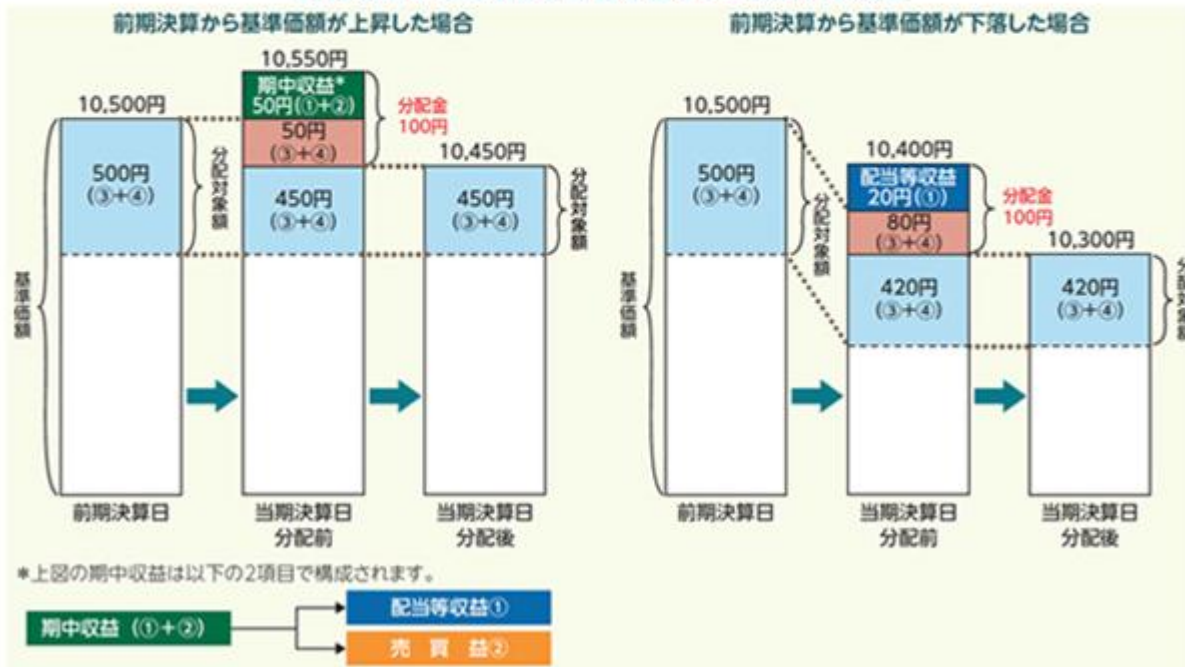 前期決算から基準価額が上昇した場合
10,500円
500円
(③+④)
分配対象額
基準価額
10,550円
期中収益*
50円(①+②)
50円
(③+④)
450円
(③+④)
分配金
100円
10,450円
450円
(③+④)
分配対象額
前期決算日
当期決算日
分配前
当期決算日
分配後
前期決算から基準価額が下落した場合
10,500円
500円
(③+④)
分配対象額
基準価額
10,400円
配当等収益
20円(①)
80円
(③+④)
420円
(③+④)
分配金
100円
10,300円
420円
(③+④)
分配対象額
前期決算日
当期決算日
分配前
当期決算日
分配後
*上図の期中収益は以下の2項目で構成されます。
期中収益 (①+②)
配当等収益①
売 買 益②